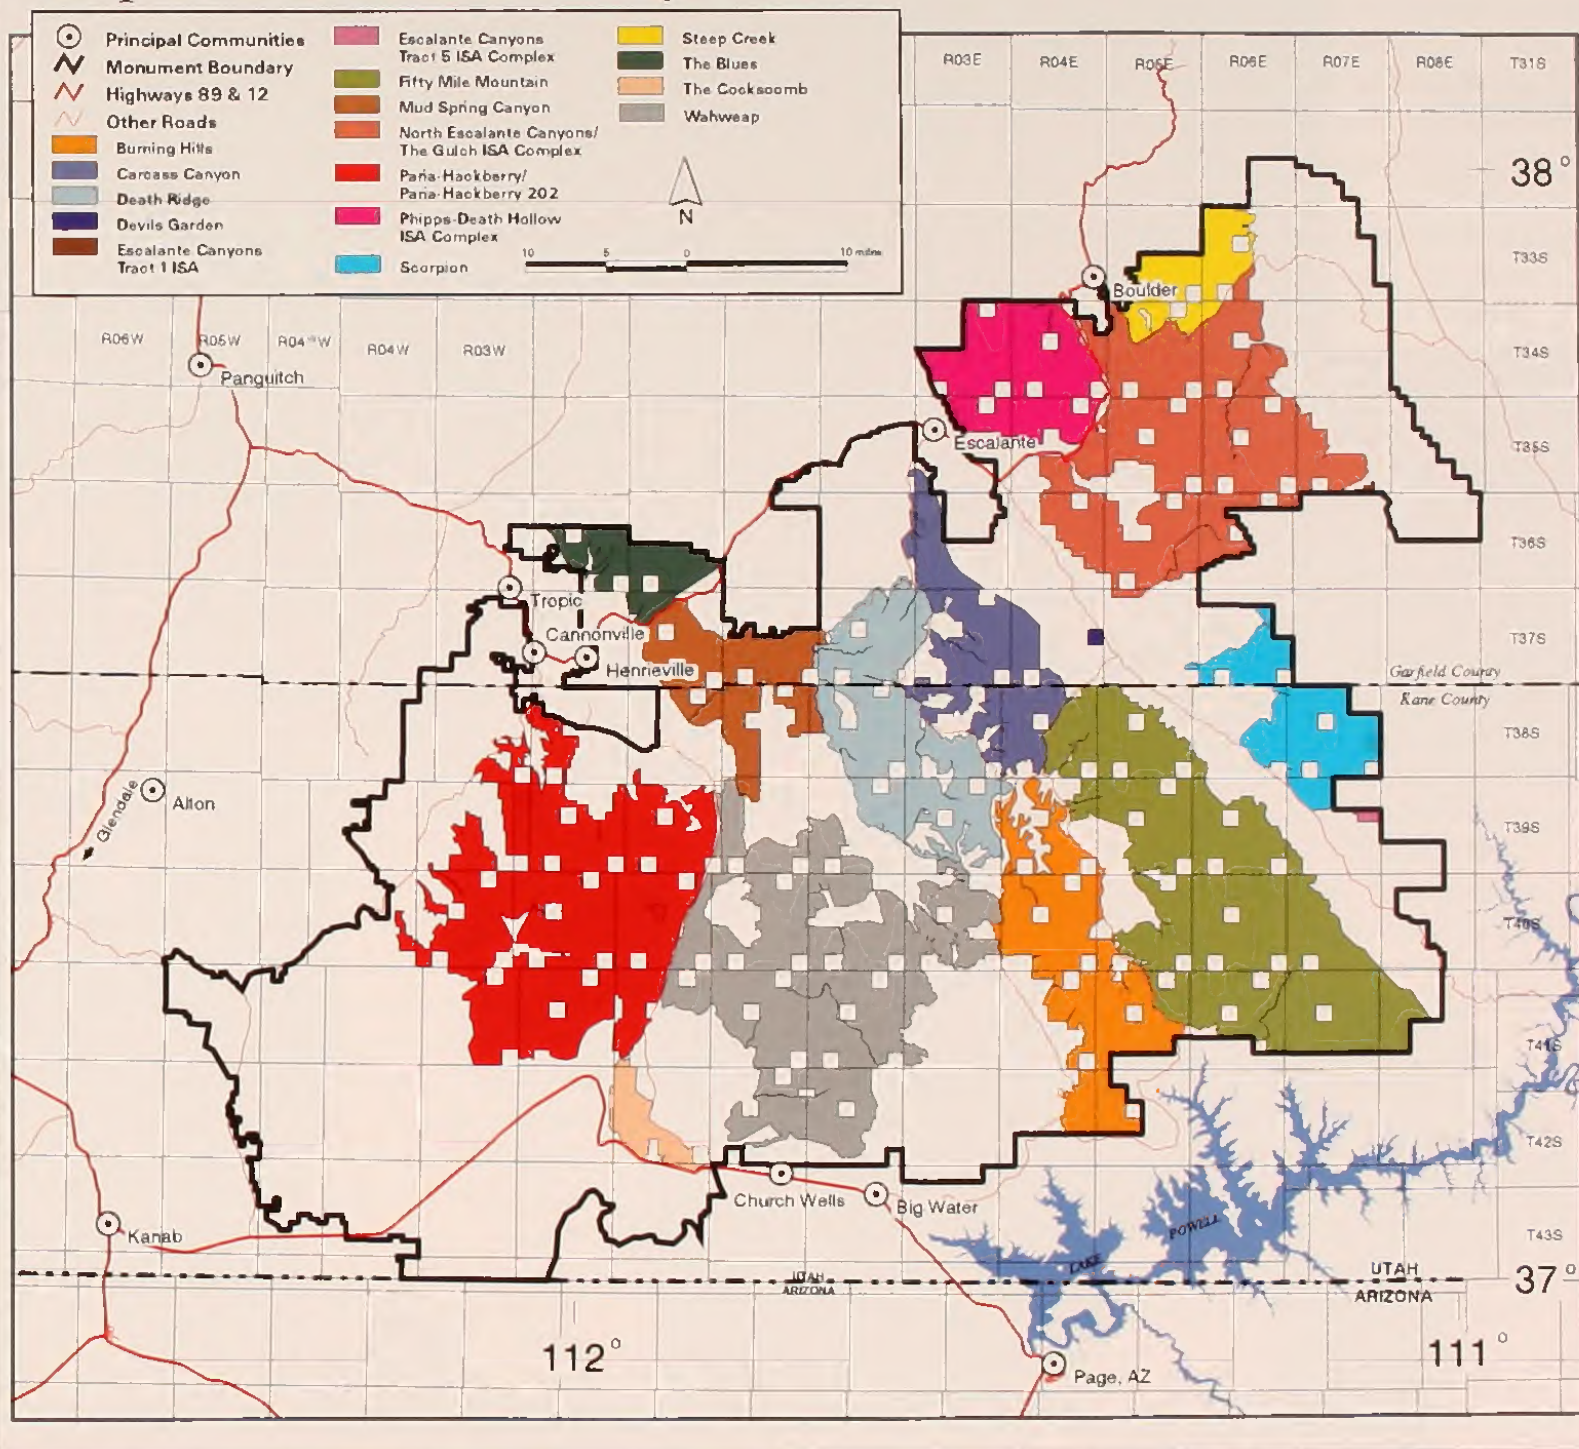 Principal Communities
Monument Boundary
Highways 89 & 12
Other Roads
Burning Hills
Carcass Canyon
Death Ridge
Devils Garden
Escalante Canyons
Tract 1 ISA
Escalante Canyons
Tract 5 ISA Complex
Fifty Mile Mountain
Mud Spring Canyon
North Escalante Canyons/
The Gulch ISA Complex
Paria-Hackberry/
Paria-Hackberry 202
Phipps-Death Hollow
ISA Complex
Scorpion
Steep Creek
The Blues
The Cockscomb
Wahweap
N
10 5 0 10 miles
R03E R04E R05E R06E R07E R08E T31S
38°
T33S
Boulder
R06W R05W R04½W R04W R03W
T34S
Panguitch
Escalante
T35S
T36S
Tropic
Cannonville
T37S
Henrieville
Garfield County
Kane County
T38S
Glendale
Alton
T39S
T40S
T41S
T42S
Church Wells
Big Water
POWELL
Kanab
T43S
LAKE
UTAH
ARIZONA
UTAH
ARIZONA
37°
112°
111°
Page, AZ